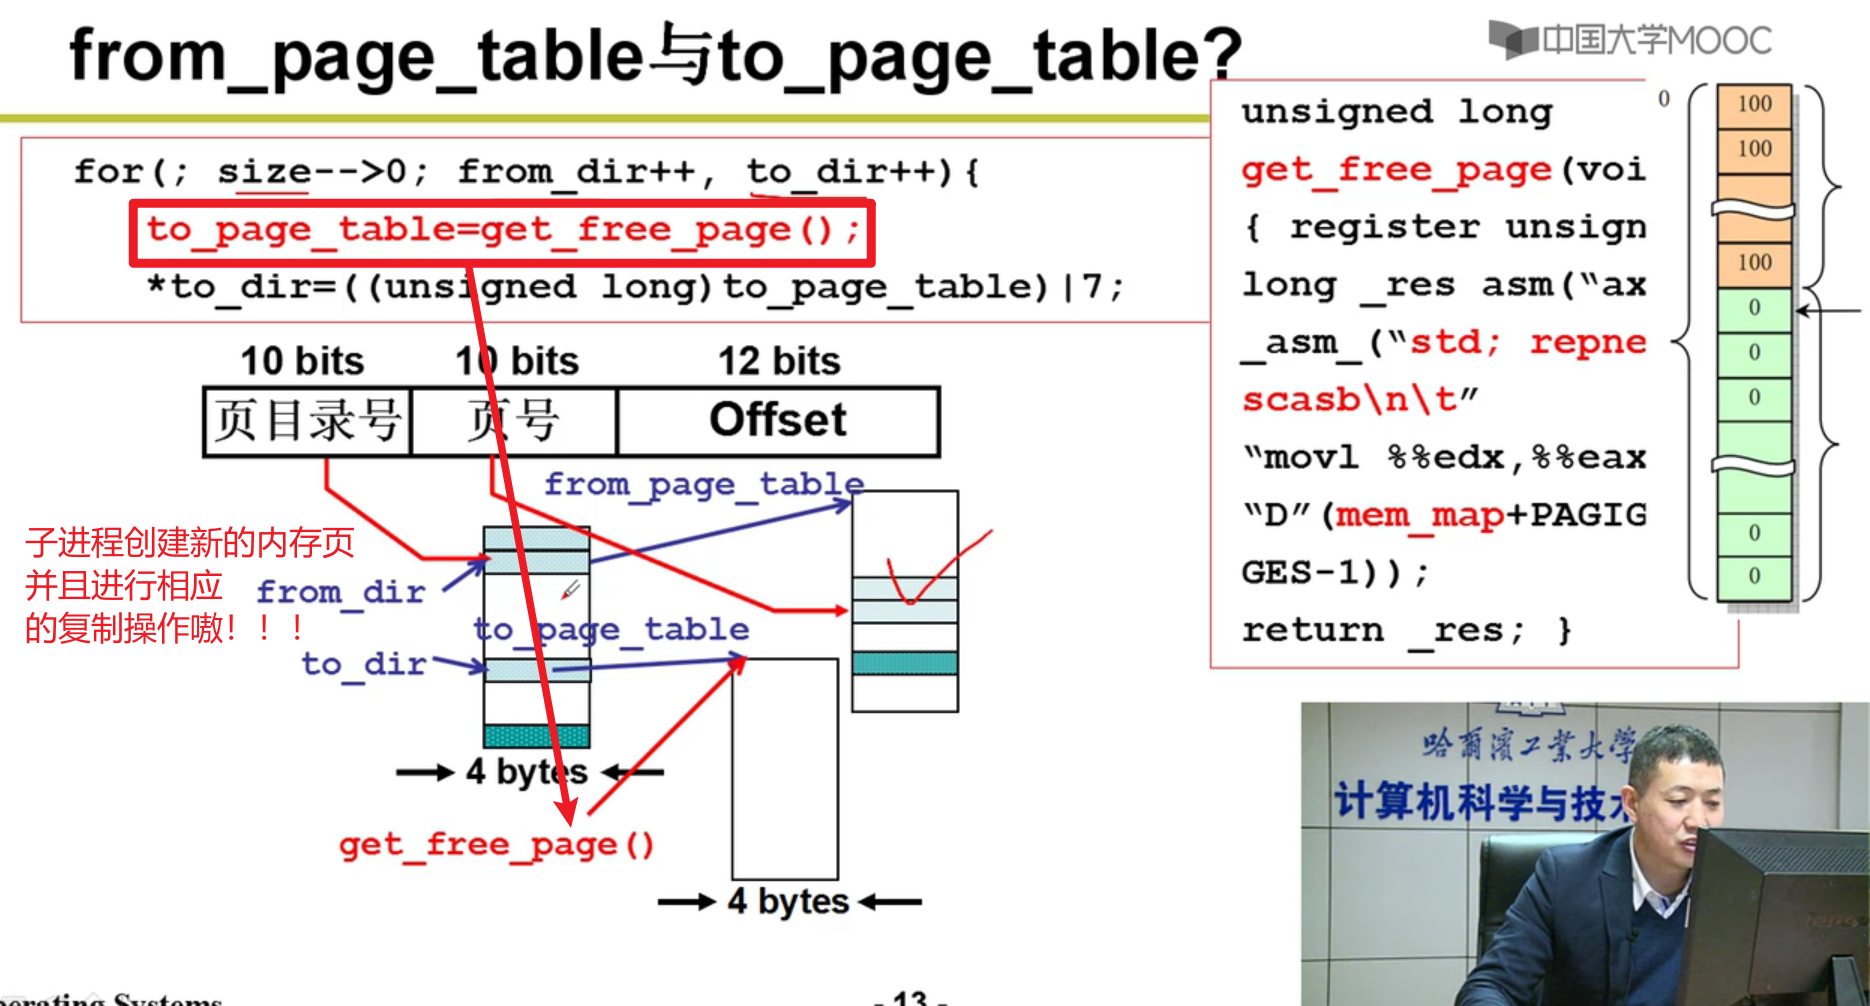 from_page_table与to_page_table?
中国大学MOOC
for(; size-->0; from_dir++, to_dir++){
to_page_table=get_free_page();
*to_dir=((unsigned long)to_page_table)|7;
10 bits
10 bits
12 bits
页目录号
页号
Offset
from_page_table
子进程创建新的内存页
并且进行相应
的复制操作嗷！！！
from_dir
to_page_table
to_dir
4 bytes
get_free_page()
4 bytes
unsigned long
get_free_page(voi
{ register unsign
long _res asm(“ax
_asm_(“std; repne
scasb\n\t”
“movl %%edx,%%eax
“D”(mem_map+PAGIG
GES-1));
return _res; }
0
100
100
100
0
0
0
0
0
哈爾濱工業大學
计算机科学与技
perating Systems
- 13 -